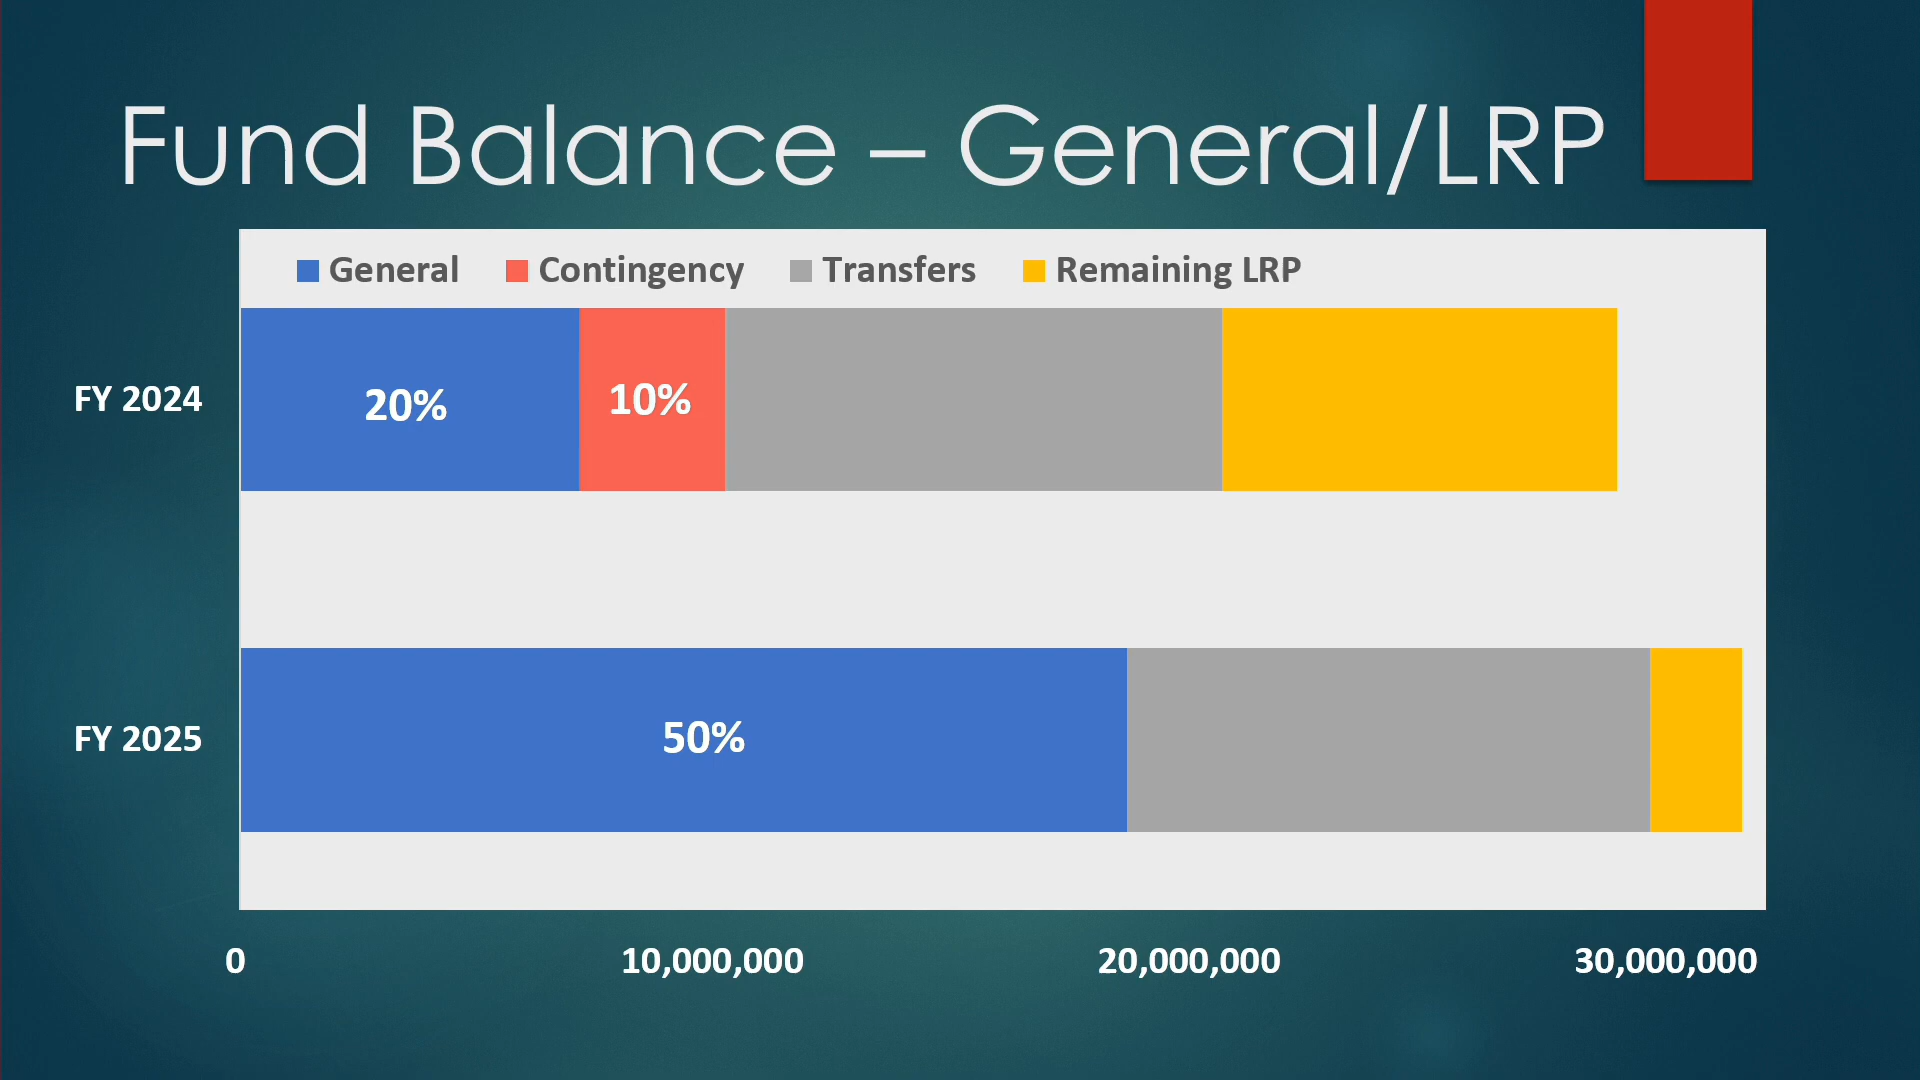 Fund Balance – General/LRP
General Contingency Transfers Remaining LRP
FY 2024 20% 10%
FY 2025 50%
0 10,000,000 20,000,000 30,000,000